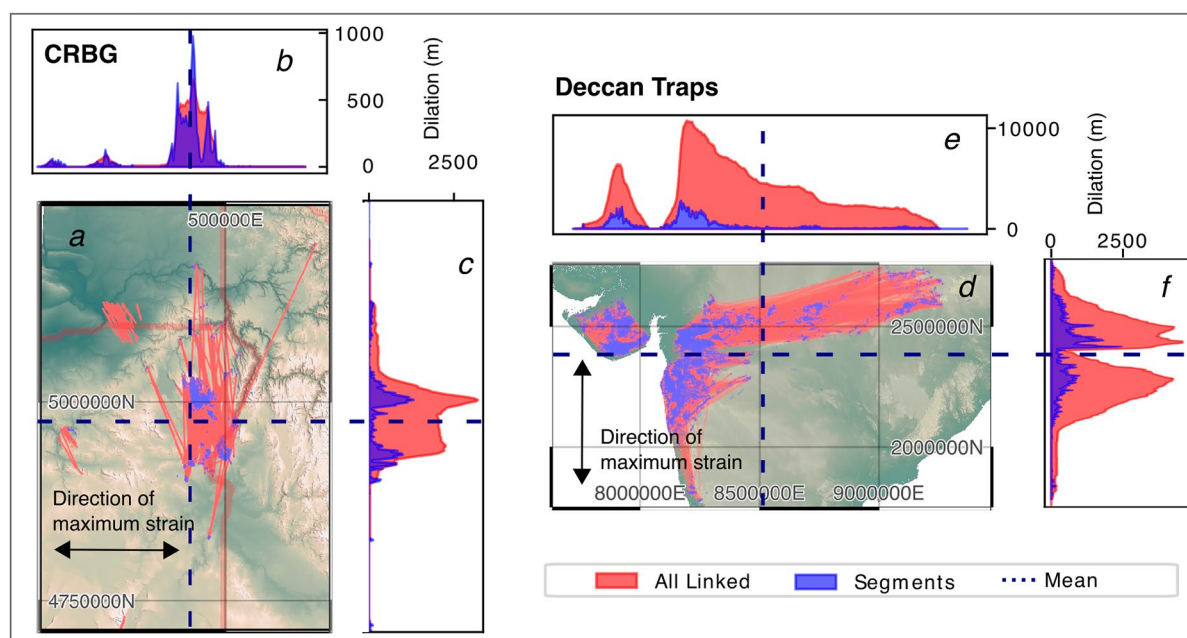 CRBG
b
1000
500
0
Dilation (m)
2500
500000E
a
c
5000000N
Direction of
maximum strain
4750000N
Deccan Traps
e
10000
0
Dilation (m)
0
2500
d
f
2500000N
Direction of
maximum strain
2000000N
8000000E
8500000E
9000000E
All Linked
Segments
Mean